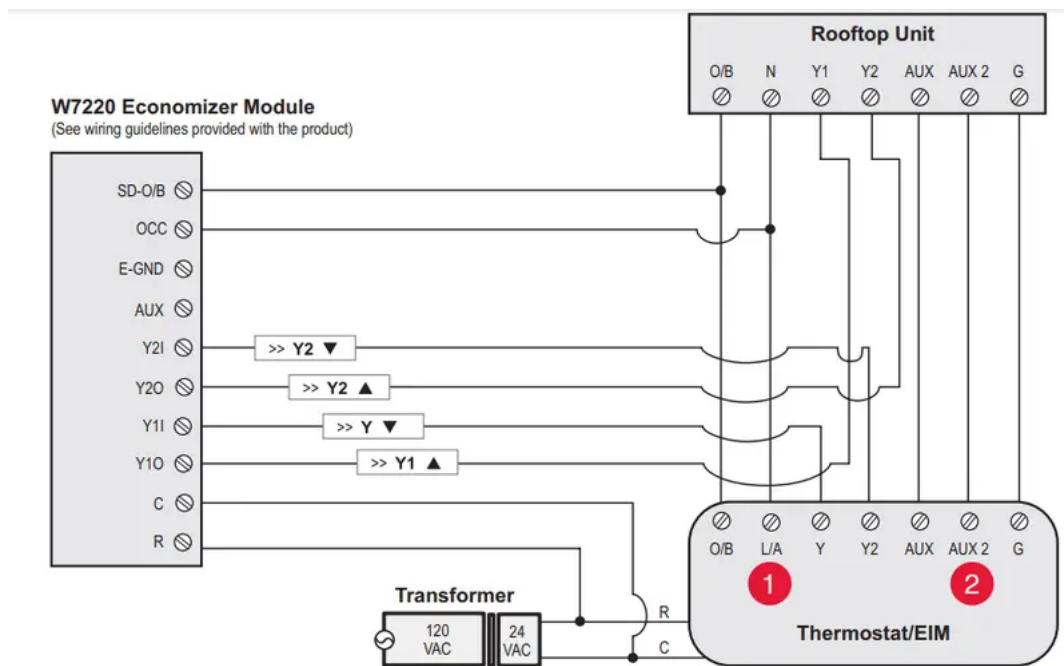 Rooftop Unit
O/B N Y1 Y2 AUX AUX 2 G
W7220 Economizer Module
(See wiring guidelines provided with the product)
SD-O/B
OCC
E-GND
AUX
Y2I
>> Y2 ▼
Y2O
>> Y2 ▲
Y1I
>> Y ▼
Y1O
>> Y1 ▲
C
R
O/B L/A Y Y2 AUX AUX 2 G
1 2
Transformer
120
VAC
24
VAC
R
C
Thermostat/EIM